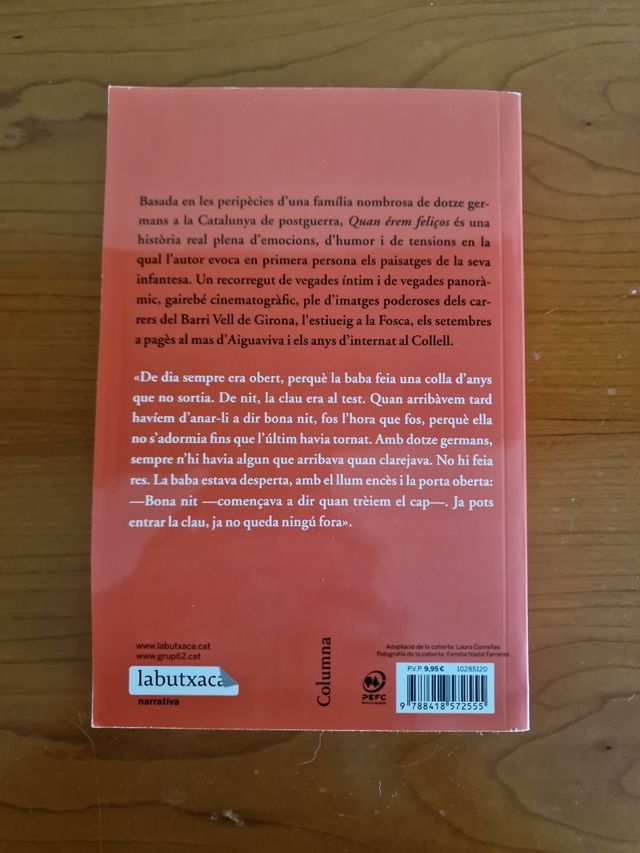 Basada en les peripècies d'una família nombrosa de dotze ger-
mans a la Catalunya de postguerra, Quan érem feliços és una
història real plena d'emocions, d'humor i de tensions en la
qual l'autor evoca en primera persona els paisatges de la seva
infantesa. Un recorregut de vegades íntim i de vegades panorà-
mic, gairebé cinematogràfic, ple d'imatges poderoses dels car-
rers del Barri Vell de Girona, l'estiueig a la Fosca, els setembres
a pagès al mas d'Aiguaviva i els anys d'internat al Collell.
«De dia sempre era obert, perquè la baba feia una colla d'anys
que no sortia. De nit, la clau era al test. Quan arribàvem tard
havíem d'anar-li a dir bona nit, fos l'hora que fos, perquè ella
no s'adormia fins que l'últim havia tornat. Amb dotze germans,
sempre n'hi havia algun que arribava quan clarejava. No hi feia
res. La baba estava desperta, amb el llum encès i la porta oberta:
—Bona nit —començava a dir quan trèiem el cap—. Ja pots
entrar la clau, ja no queda ningú fora».
www.labutxaca.cat
www.grup62.cat
labutxaca
narrativa
Columna
PEFC
Adaptació de la coberta: Laura Comellas
Fotografia de la coberta: Família Nadal Farreras
P.V.P. 9,95 € 10285120
9 788418 572555